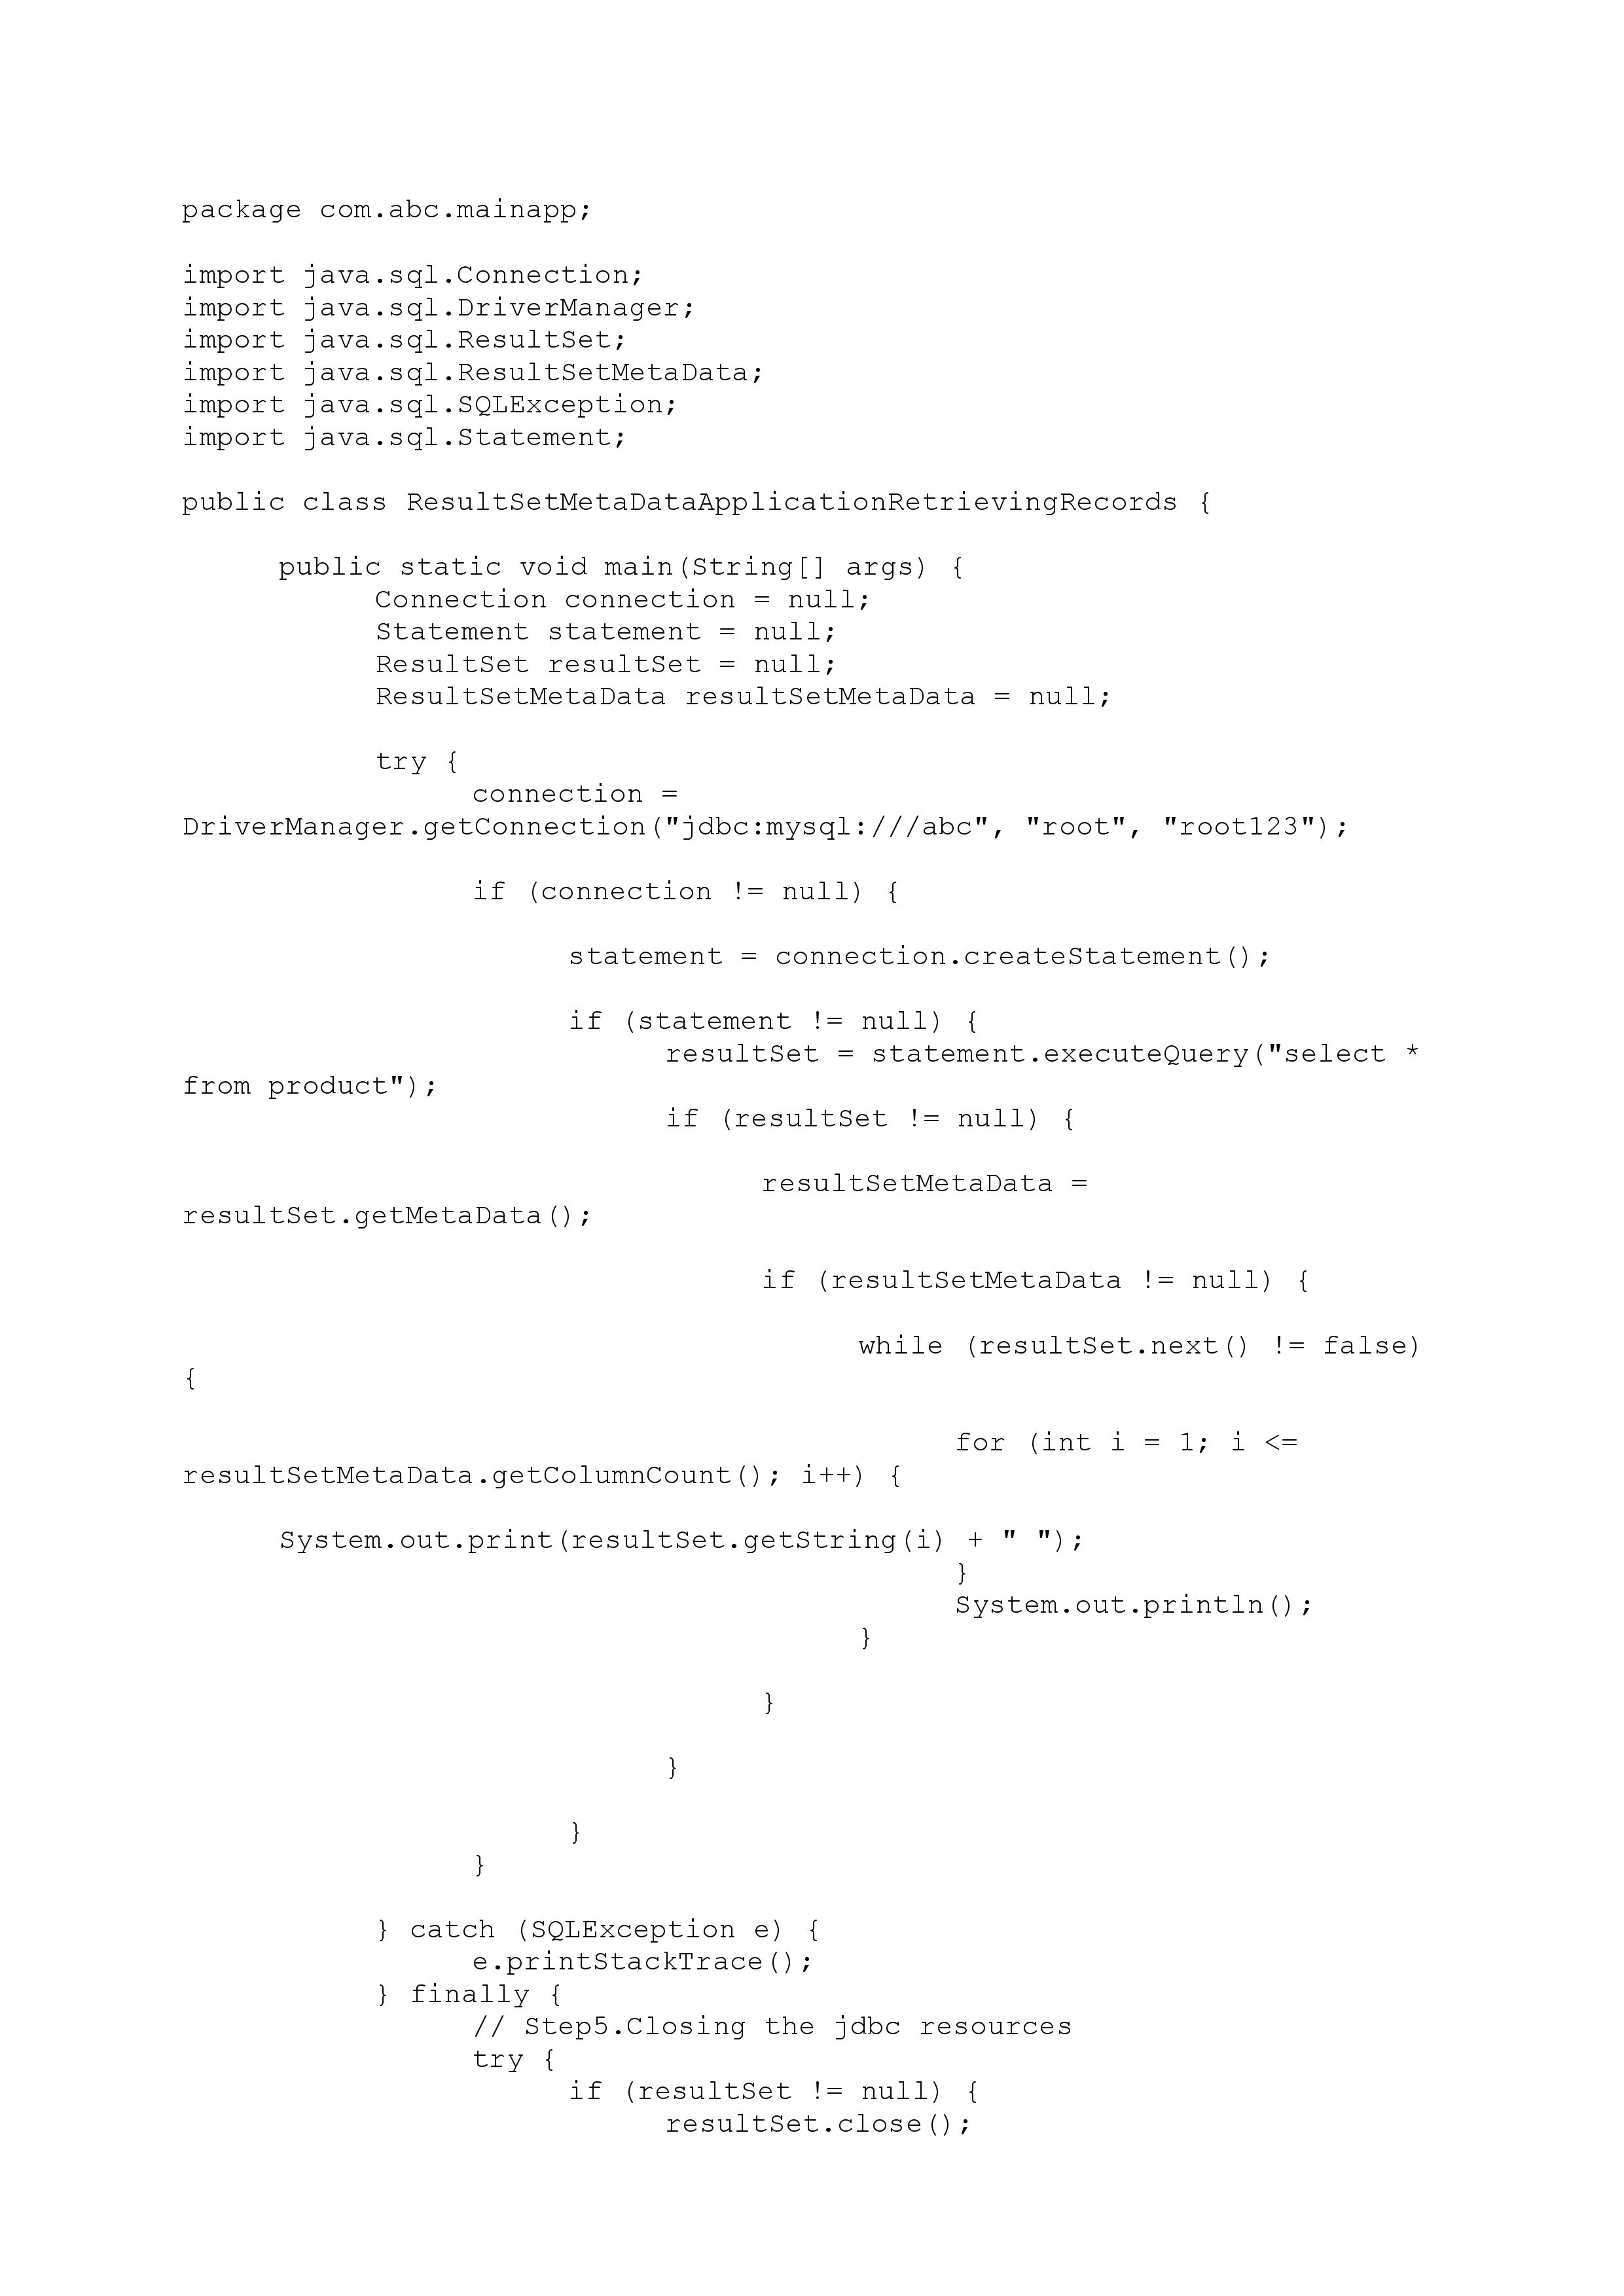 package com.abc.mainapp;
import java.sql.Connection;
import java.sql.DriverManager;
import java.sql.ResultSet;
import java.sql.ResultSetMetaData;
import java.sql.SQLException;
import java.sql.Statement;
public class ResultSetMetaDataApplicationRetrievingRecords {
public static void main(String[] args) {
Connection connection = null;
Statement statement = null;
ResultSet resultSet = null;
ResultSetMetaData resultSetMetaData = null;
try {
connection =
DriverManager.getConnection("jdbc:mysql:///abc", "root", "root123");
if (connection != null) {
statement = connection.createStatement();
if (statement != null) {
resultSet = statement.executeQuery("select *
from product");
if (resultSet != null) {
resultSetMetaData =
resultSet.getMetaData();
if (resultSetMetaData != null) {
while (resultSet.next() != false)
{
for (int i = 1; i <=
resultSetMetaData.getColumnCount(); i++) {
System.out.print(resultSet.getString(i) + " ");
}
System.out.println();
}
}
}
}
}
} catch (SQLException e) {
e.printStackTrace();
} finally {
// Step5.Closing the jdbc resources
try {
if (resultSet != null) {
resultSet.close();